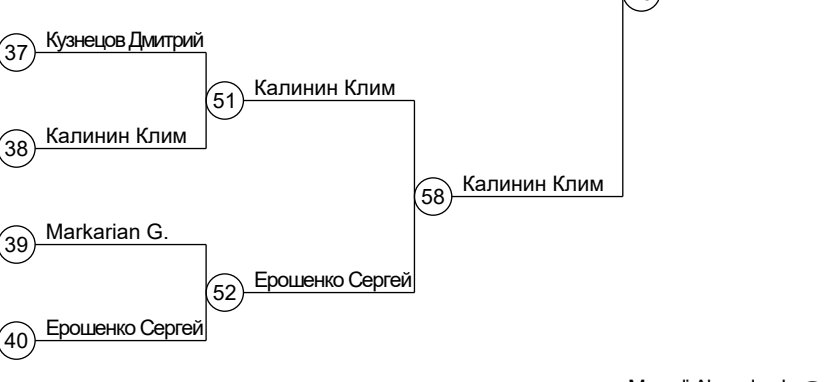 37 Кузнецов Дмитрий
51 Калинин Клим
38 Калинин Клим
58 Калинин Клим
39 Markarian G.
52 Ерошенко Сергей
40 Ерошенко Сергей